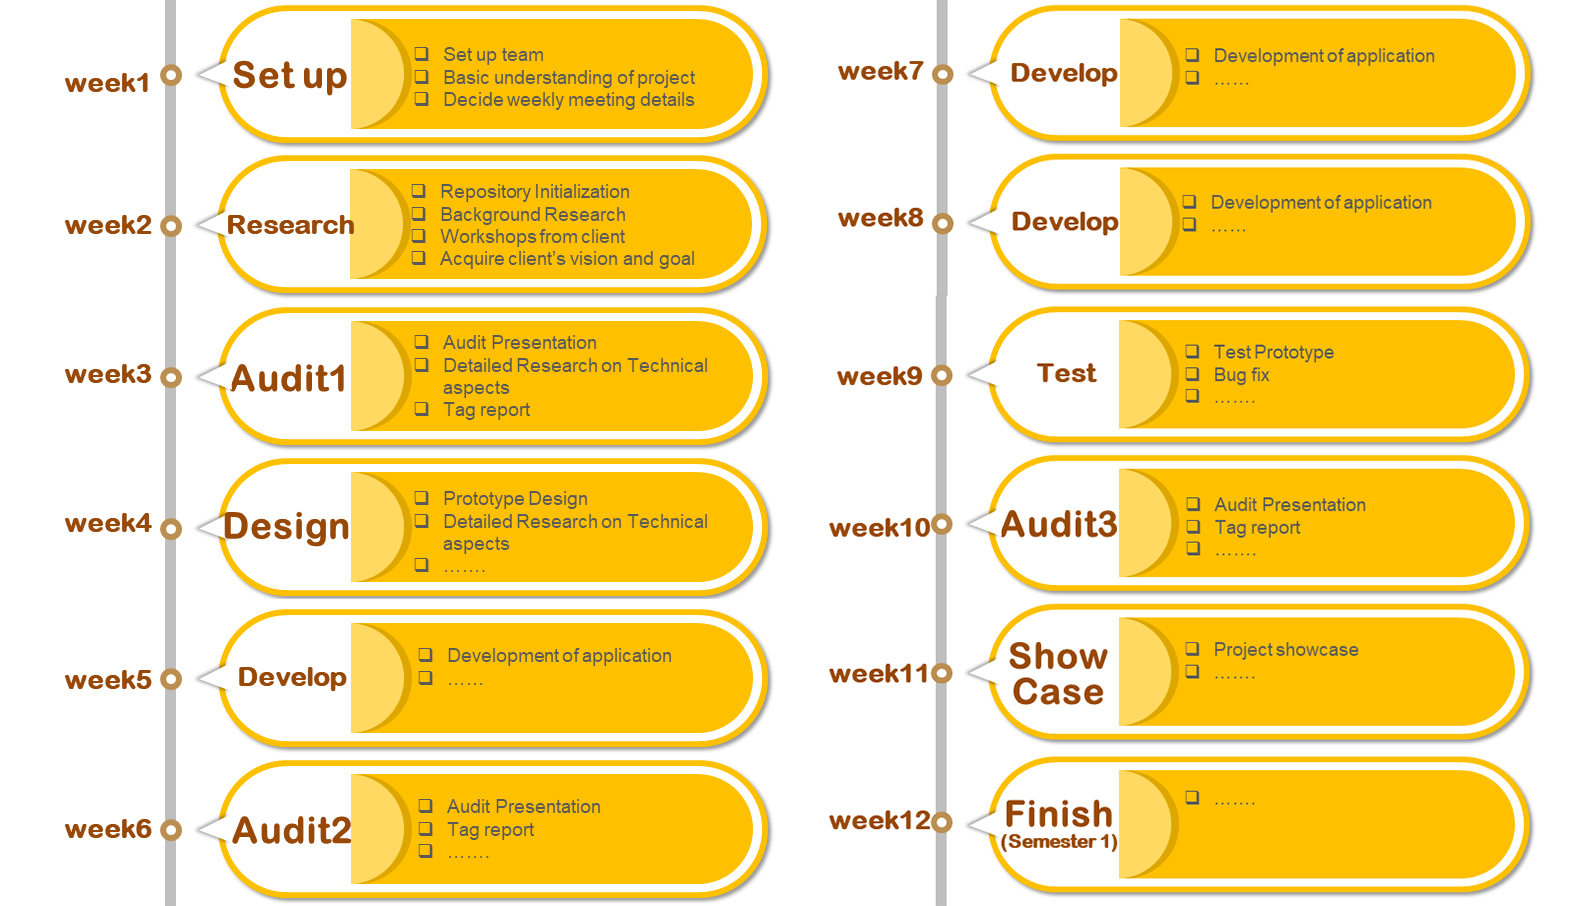 week1
Set up
❑ Set up team
❑ Basic understanding of project
❑ Decide weekly meeting details
week2
Research
❑ Repository Initialization
❑ Background Research
❑ Workshops from client
❑ Acquire client’s vision and goal
week3
Audit1
❑ Audit Presentation
❑ Detailed Research on Technical
aspects
❑ Tag report
week4
Design
❑ Prototype Design
❑ Detailed Research on Technical
aspects
❑ …….
week5
Develop
❑ Development of application
❑ ……
week6
Audit2
❑ Audit Presentation
❑ Tag report
❑ …….
week7
Develop
❑ Development of application
❑ ……
week8
Develop
❑ Development of application
❑ ……
week9
Test
❑ Test Prototype
❑ Bug fix
❑ …….
week10
Audit3
❑ Audit Presentation
❑ Tag report
❑ …….
week11
Show
Case
❑ Project showcase
❑ …….
week12
Finish
(Semester 1)
❑ …….